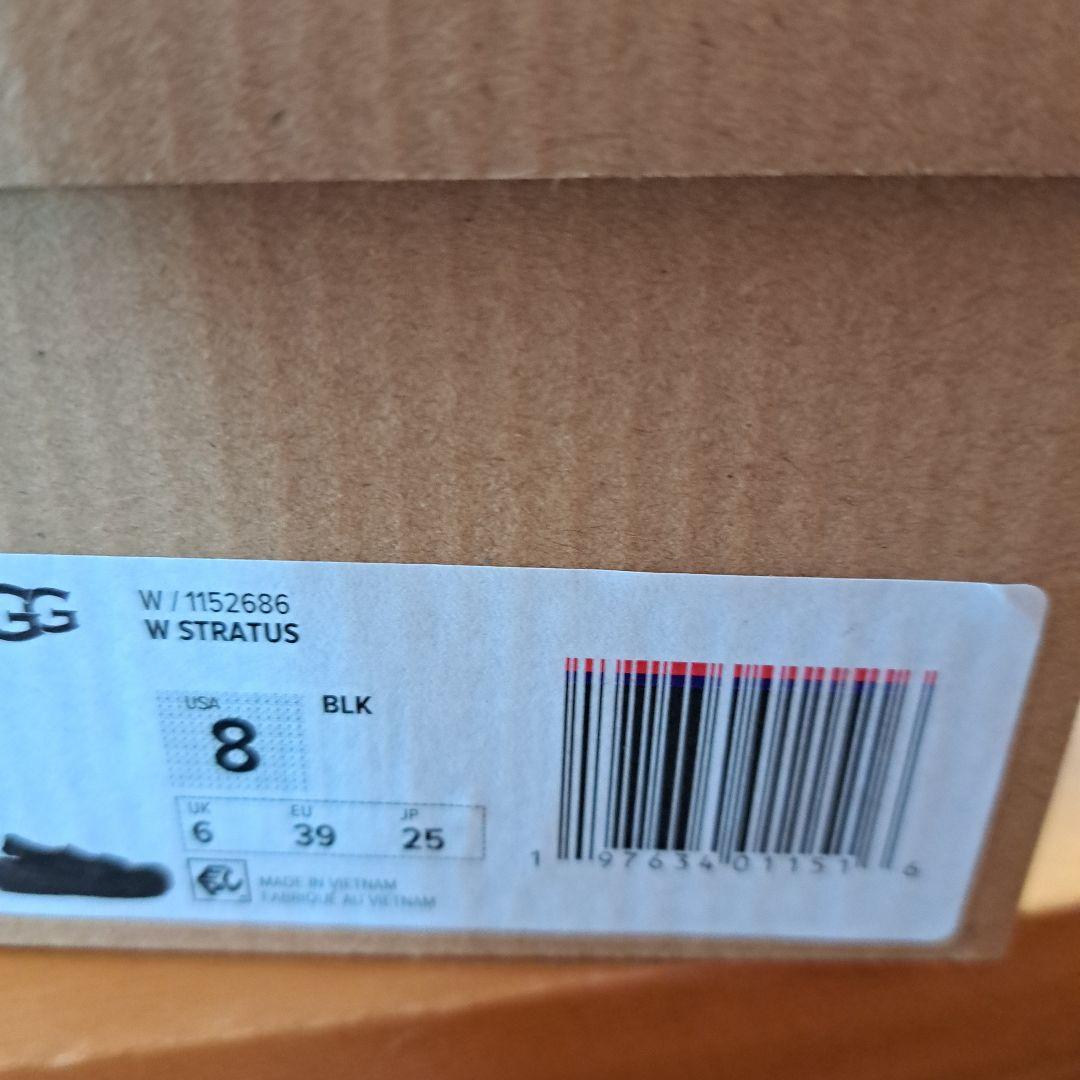 GG
W / 1152686
W STRATUS
USA
8
BLK
UK EU JP
6 39 25
MADE IN VIETNAM
FABRIQUE AU VIETNAM
1 97634 01151 6